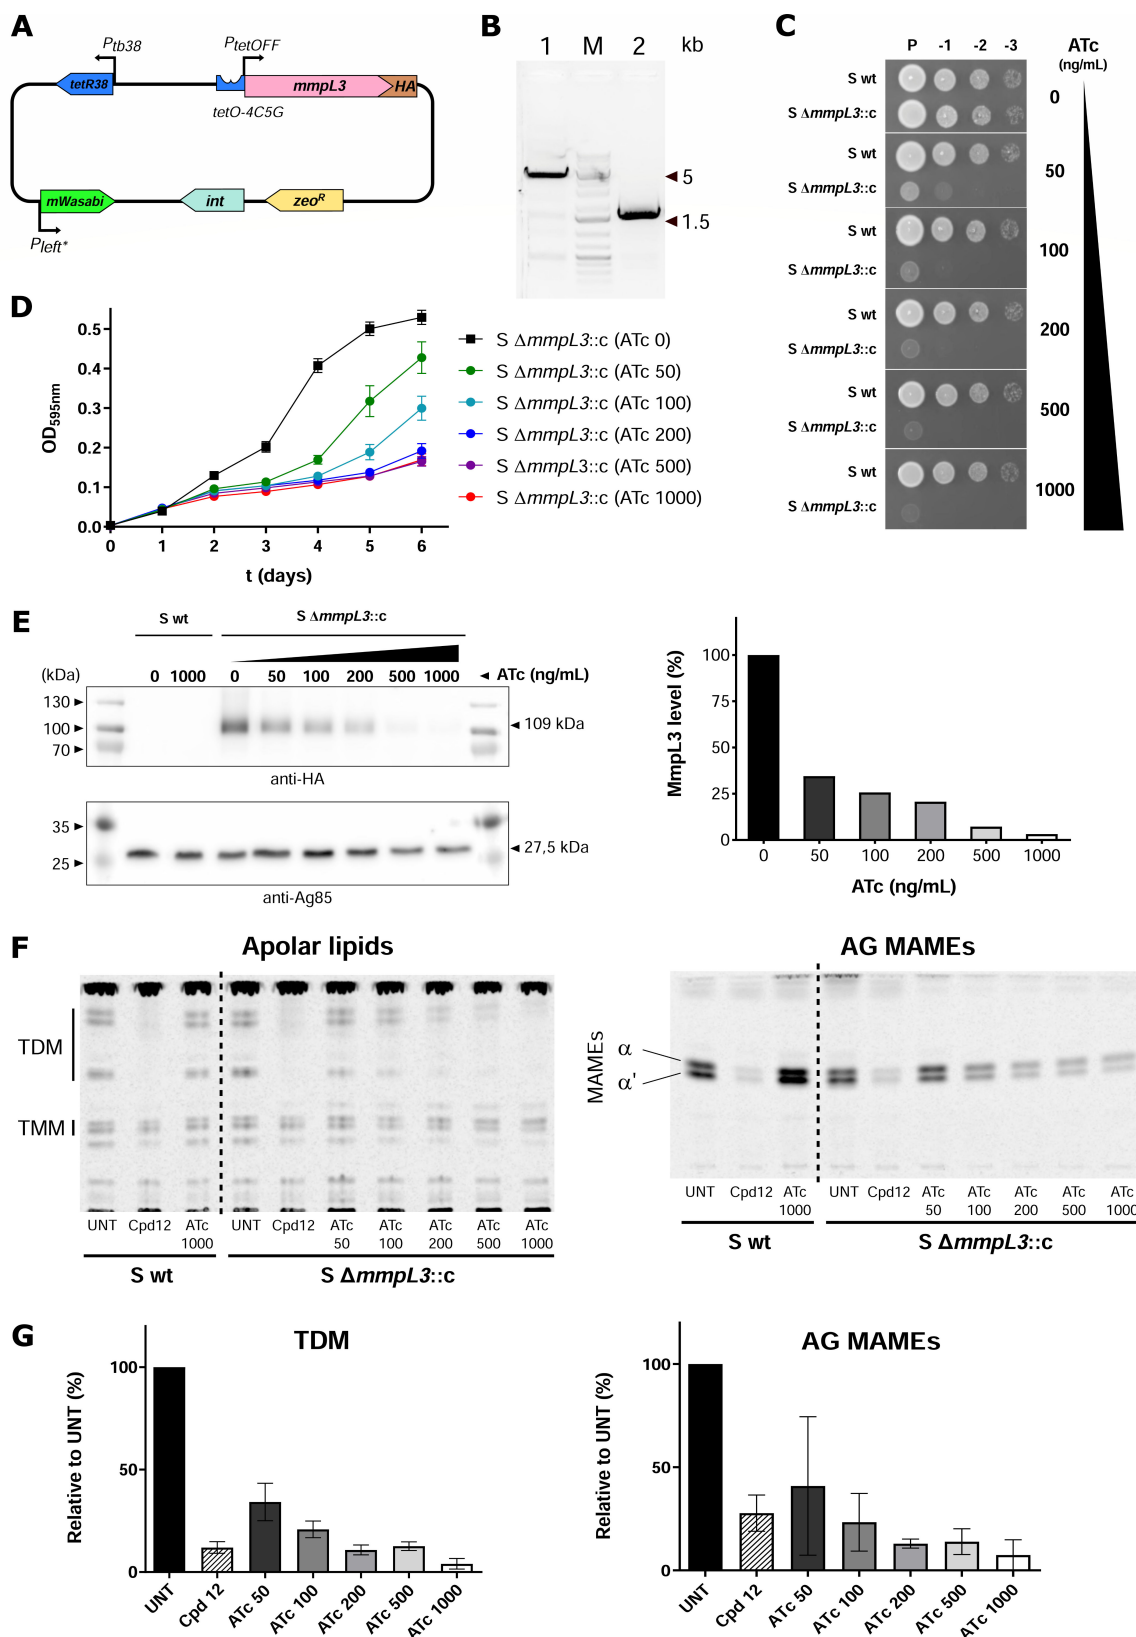 A
Ptb38
PtetOFF
tetR38
mmpL3
HA
tetO-4C5G
mWasabi
int
zeoR
Pleft*
B
1 M 2 kb
5
1.5
C
P -1 -2 -3
ATc
(ng/mL)
S wt
S ΔmmpL3::c
0
S wt
S ΔmmpL3::c
50
S wt
S ΔmmpL3::c
100
S wt
S ΔmmpL3::c
200
S wt
S ΔmmpL3::c
500
S wt
S ΔmmpL3::c
1000
D
OD595nm
0.5
0.4
0.3
0.2
0.1
0.0
0 1 2 3 4 5 6
t (days)
S ΔmmpL3::c (ATc 0)
S ΔmmpL3::c (ATc 50)
S ΔmmpL3::c (ATc 100)
S ΔmmpL3::c (ATc 200)
S ΔmmpL3::c (ATc 500)
S ΔmmpL3::c (ATc 1000)
E
S wt S ΔmmpL3::c
(kDa) 0 1000 0 50 100 200 500 1000 ATc (ng/mL)
130
100
70
109 kDa
anti-HA
35
25
27,5 kDa
anti-Ag85
MmpL3 level (%)
100
75
50
25
0
0 50 100 200 500 1000
ATc (ng/mL)
F
Apolar lipids
TDM
TMM
UNT Cpd12 ATc UNT Cpd12 ATc ATc ATc ATc ATc
1000 50 100 200 500 1000
S wt S ΔmmpL3::c
AG MAMEs
MAMEs
α
α'
UNT Cpd12 ATc UNT Cpd12 ATc ATc ATc ATc ATc
1000 50 100 200 500 1000
S wt S ΔmmpL3::c
G
TDM
Relative to UNT (%)
100
50
0
UNT Cpd 12 ATc 50 ATc 100 ATc 200 ATc 500 ATc 1000
AG MAMEs
Relative to UNT (%)
100
50
0
UNT Cpd 12 ATc 50 ATc 100 ATc 200 ATc 500 ATc 1000